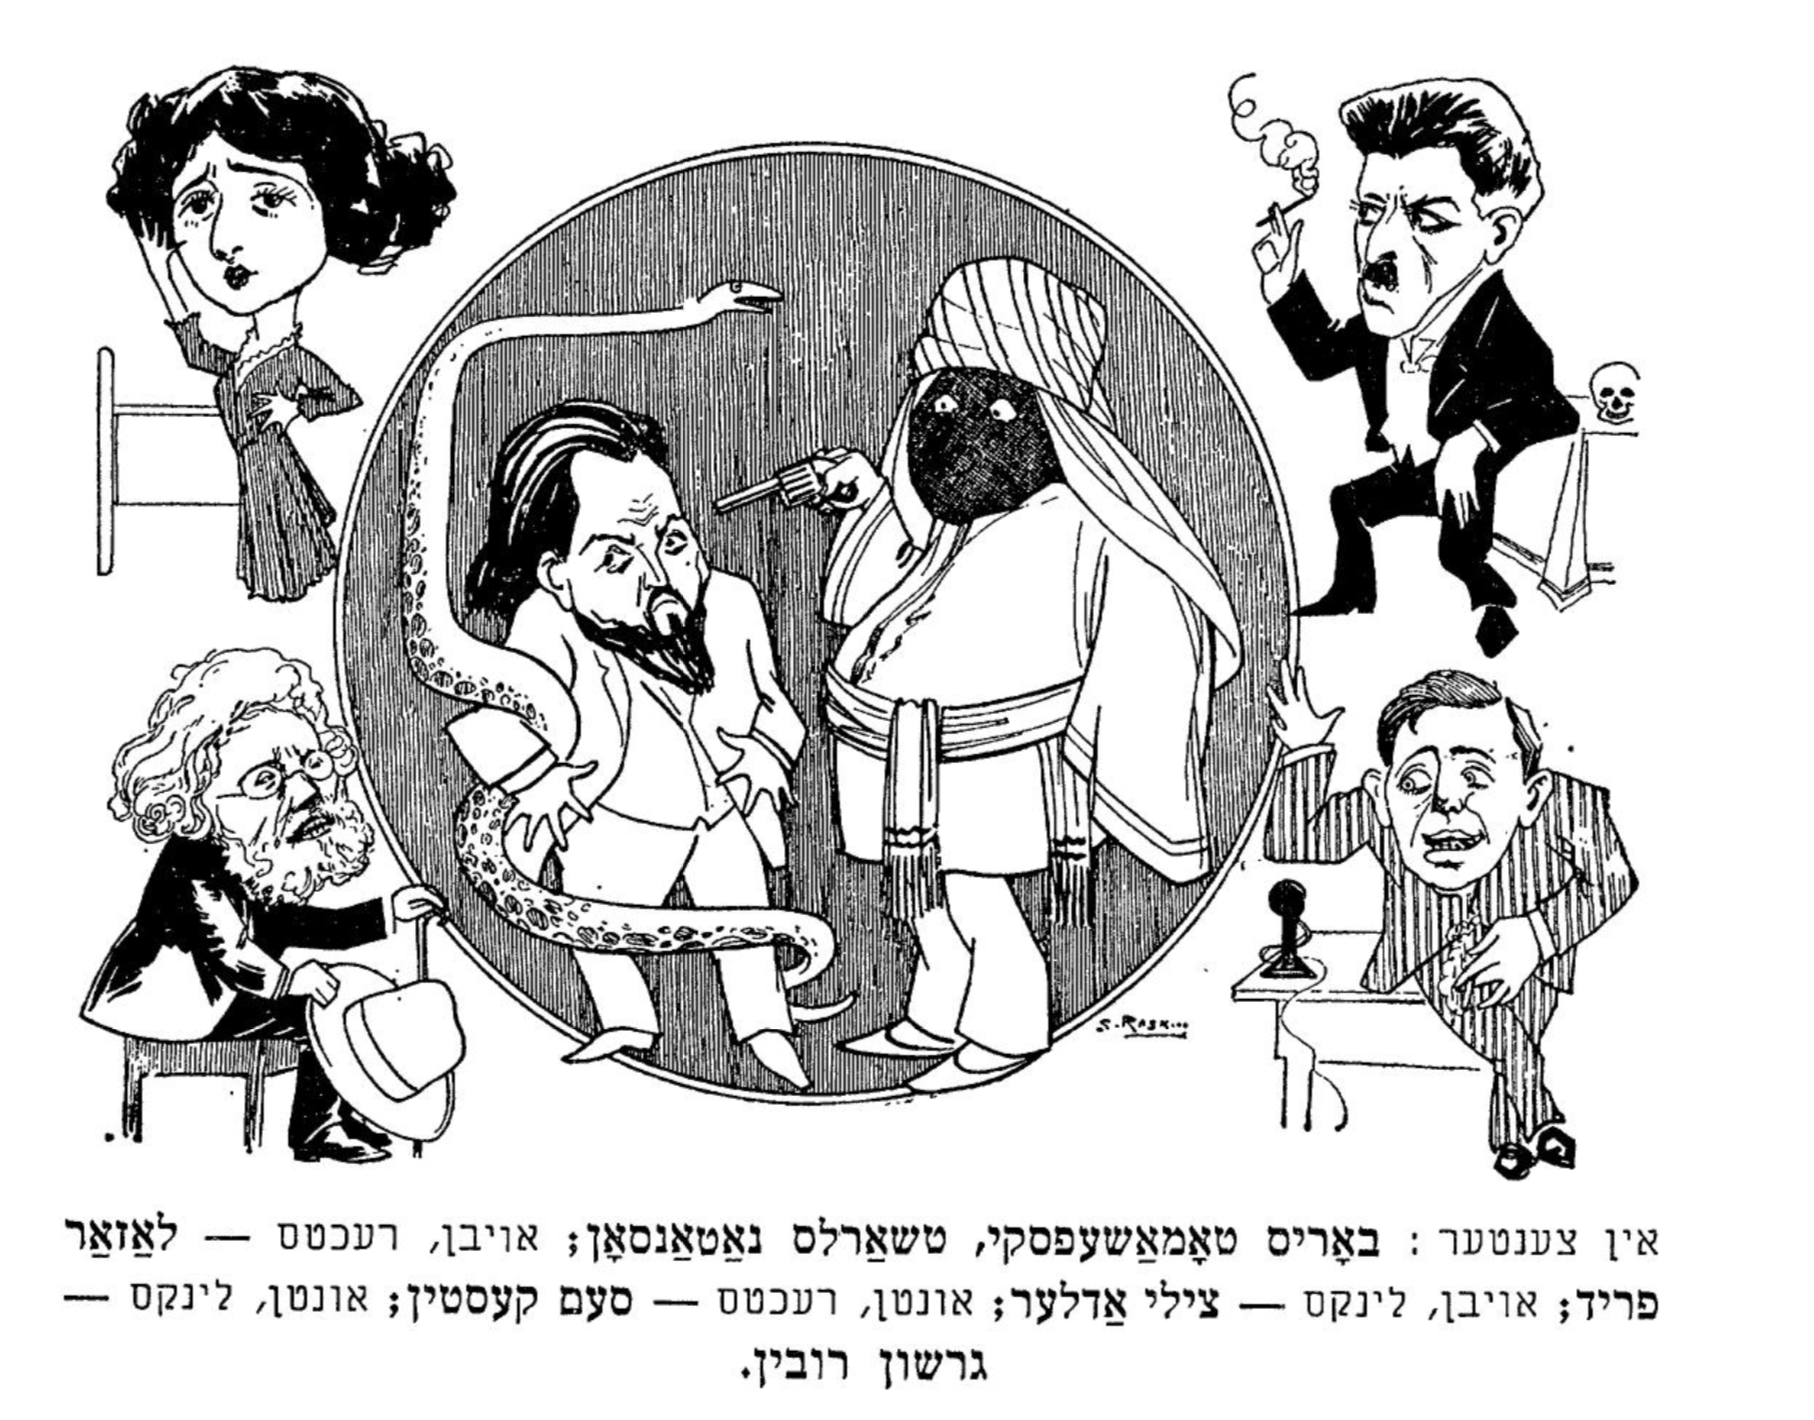 S. RASKIN
אין צענטער: באָריס טאָמאַשעפסקי, טשאַרלס נאַטאַנסאָן; אויבן, רעכטס — לאַזאַר
פריד; אויבן, לינקס — צילי אַדלער; אונטן, רעכטס — סעם קעסטין; אונטן, לינקס —
גרשון רובין.